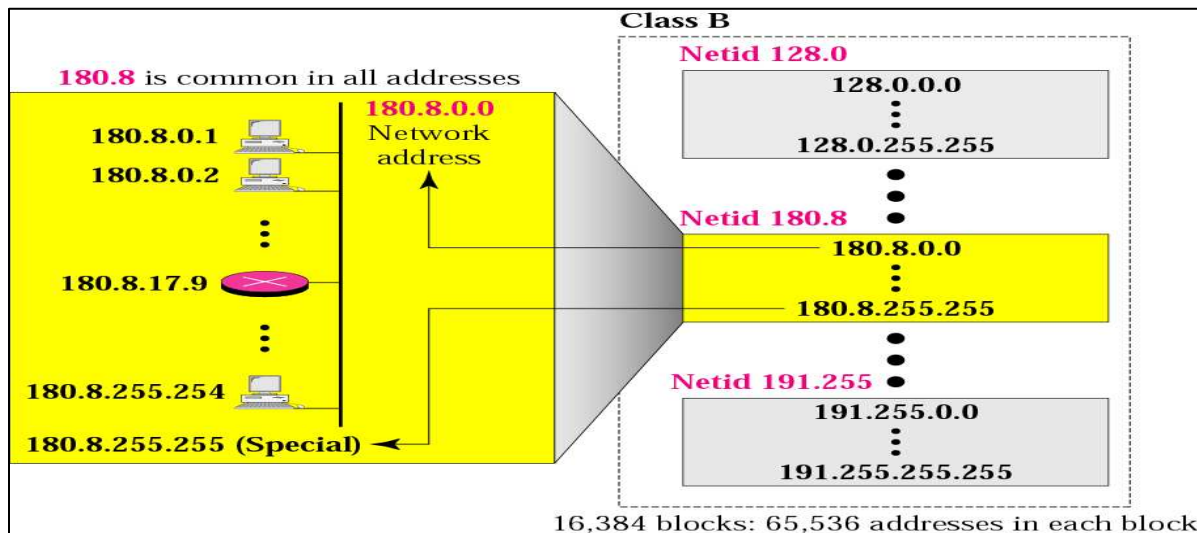 Class B
180.8 is common in all addresses
180.8.0.0
Network
address
180.8.0.1
180.8.0.2
180.8.17.9
180.8.255.254
180.8.255.255 (Special)
Netid 128.0
128.0.0.0
128.0.255.255
Netid 180.8
180.8.0.0
180.8.255.255
Netid 191.255
191.255.0.0
191.255.255.255
16,384 blocks: 65,536 addresses in each block